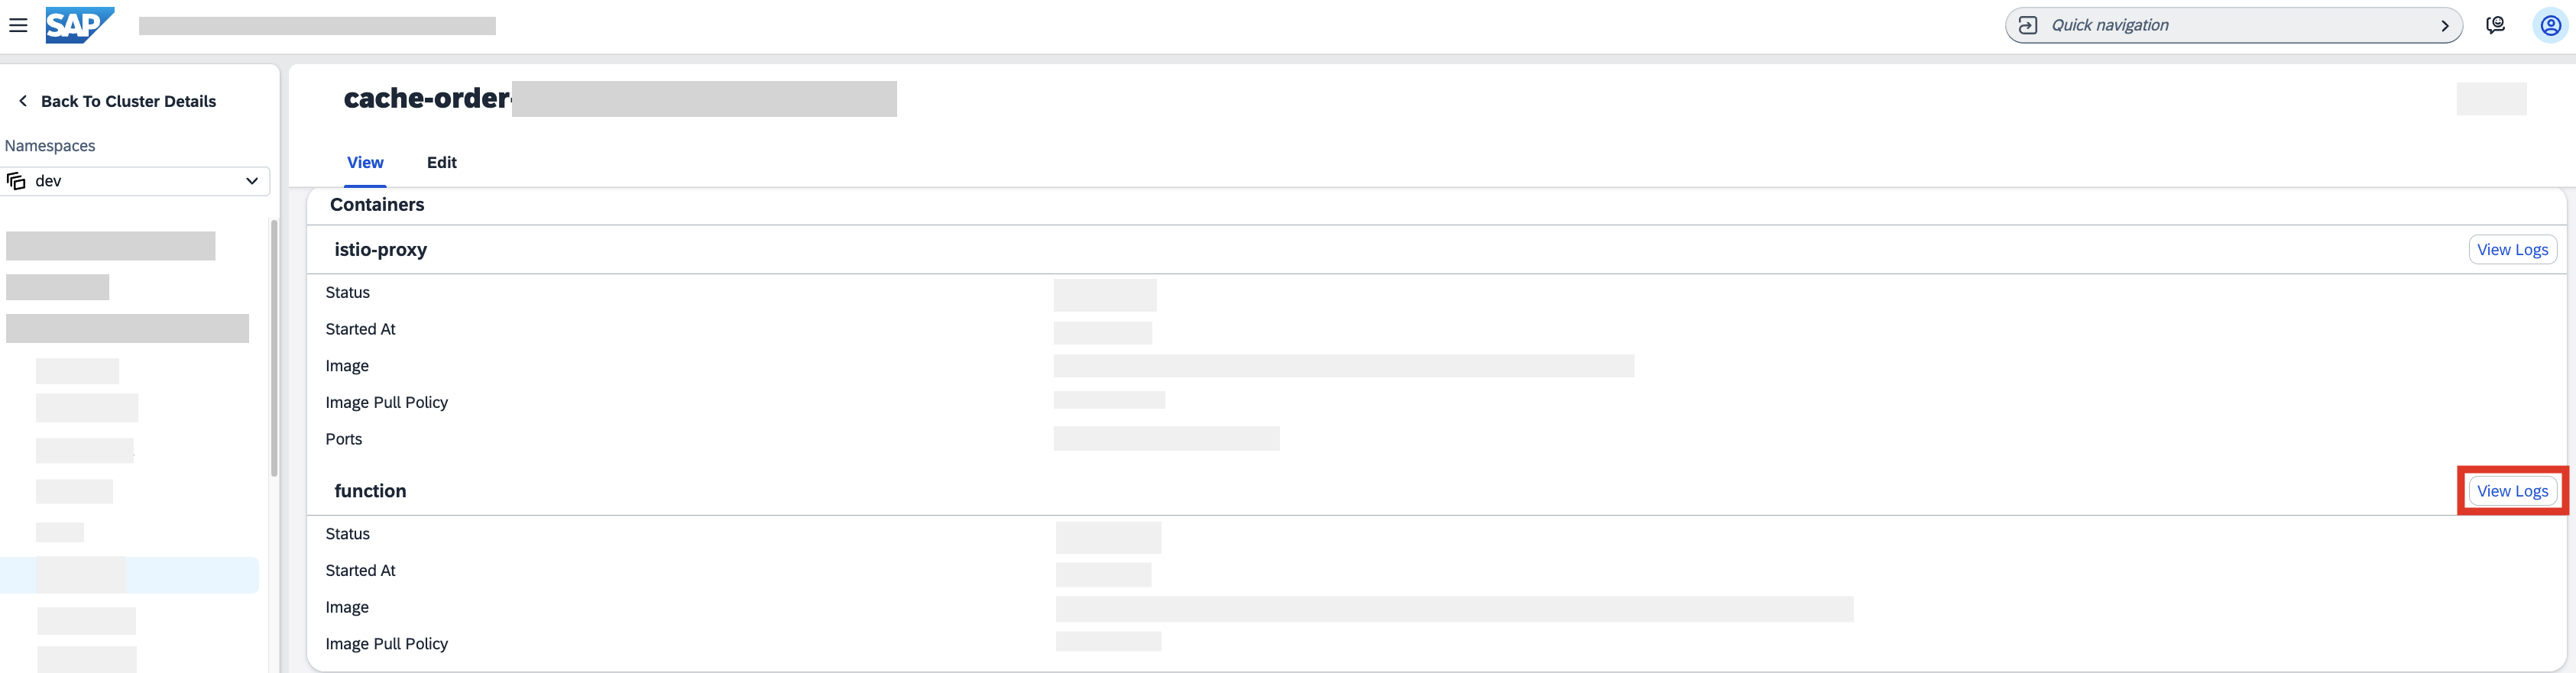 SAP
Quick navigation
Back To Cluster Details
Namespaces
dev
cache-order-
View Edit
Containers
istio-proxy View Logs
Status
Started At
Image
Image Pull Policy
Ports
function View Logs
Status
Started At
Image
Image Pull Policy